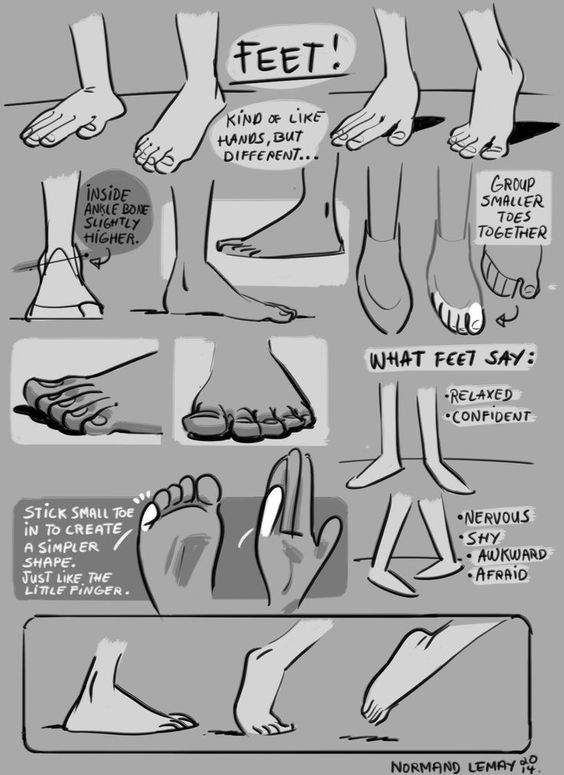 FEET!
KIND OF LIKE
HANDS, BUT
DIFFERENT...
INSIDE
ANKLE BONE
SLIGHTLY
HIGHER.
GROUP
SMALLER
TOES
TOGETHER
WHAT FEET SAY:
•RELAXED
•CONFIDENT
STICK SMALL TOE
IN TO CREATE
A SIMPLER
SHAPE.
JUST LIKE THE
LITTLE FINGER.
•NERVOUS
•SHY
•AWKWARD
•AFRAID
NORMAND LEMAY 2014.